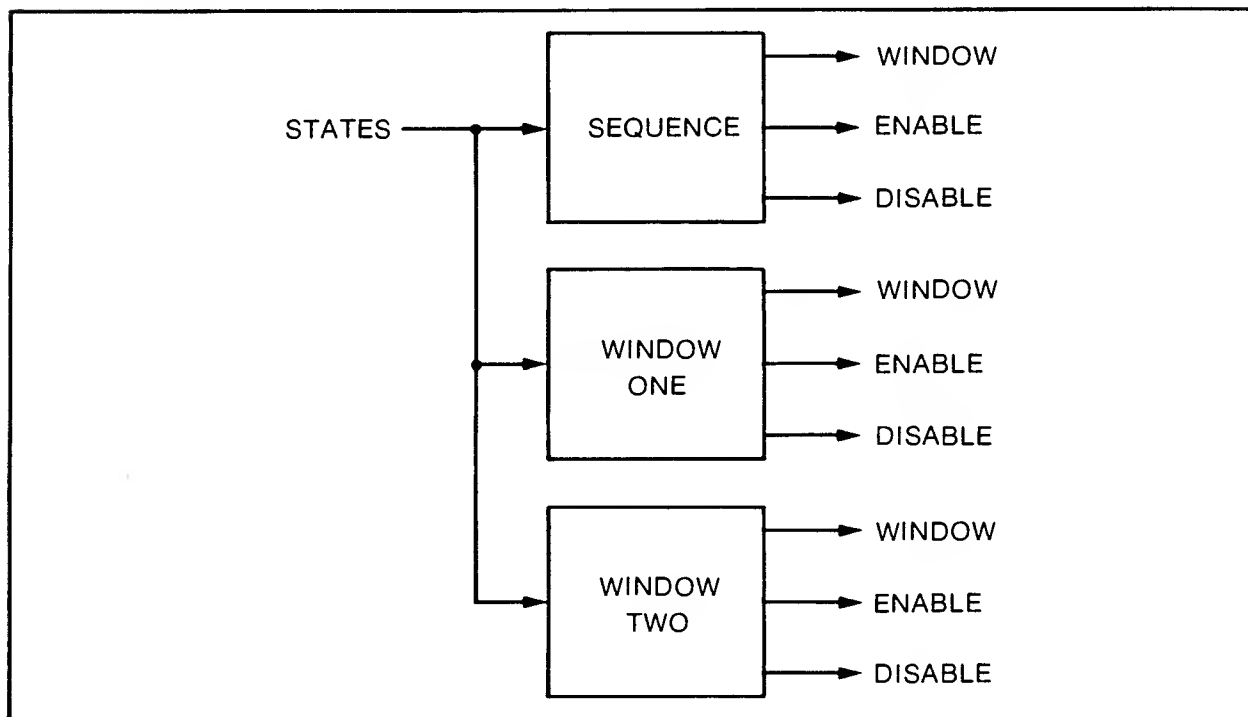 STATES
SEQUENCE
WINDOW
ENABLE
DISABLE
WINDOW
ONE
WINDOW
ENABLE
DISABLE
WINDOW
TWO
WINDOW
ENABLE
DISABLE